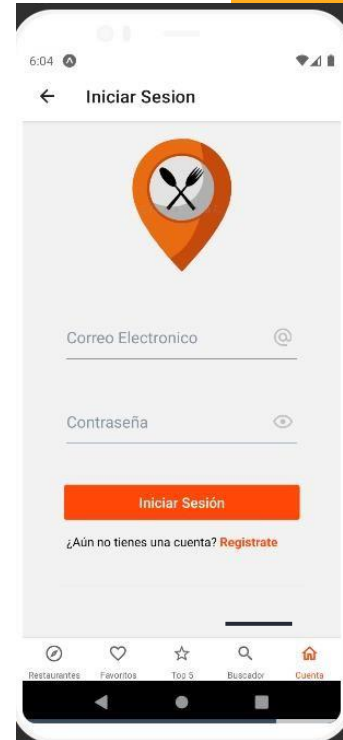 6:04
Iniciar Sesion
Correo Electronico
Contraseña
Iniciar Sesión
¿Aún no tienes una cuenta? Registrate
Restaurantes Favoritos Top 5 Buscador Cuenta